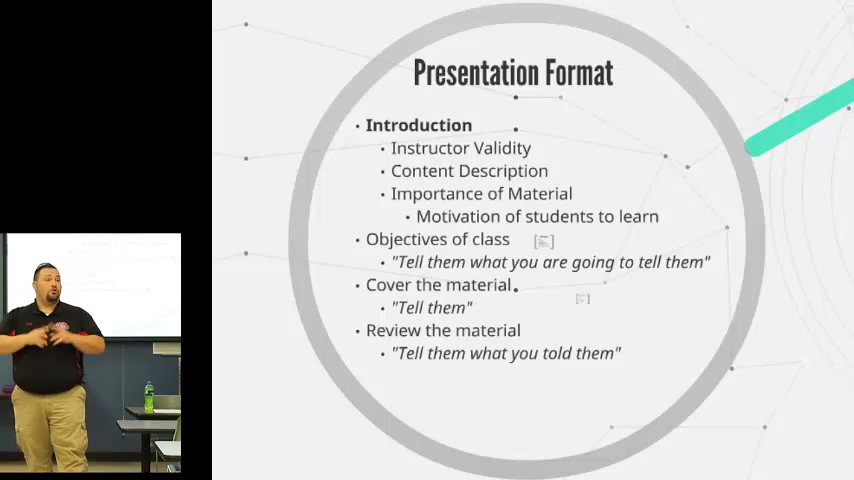 Presentation Format
Introduction
Instructor Validity
Content Description
Importance of Material
Motivation of students to learn
Objectives of class
"Tell them what you are going to tell them"
Cover the material
"Tell them"
Review the material
"Tell them what you told them"